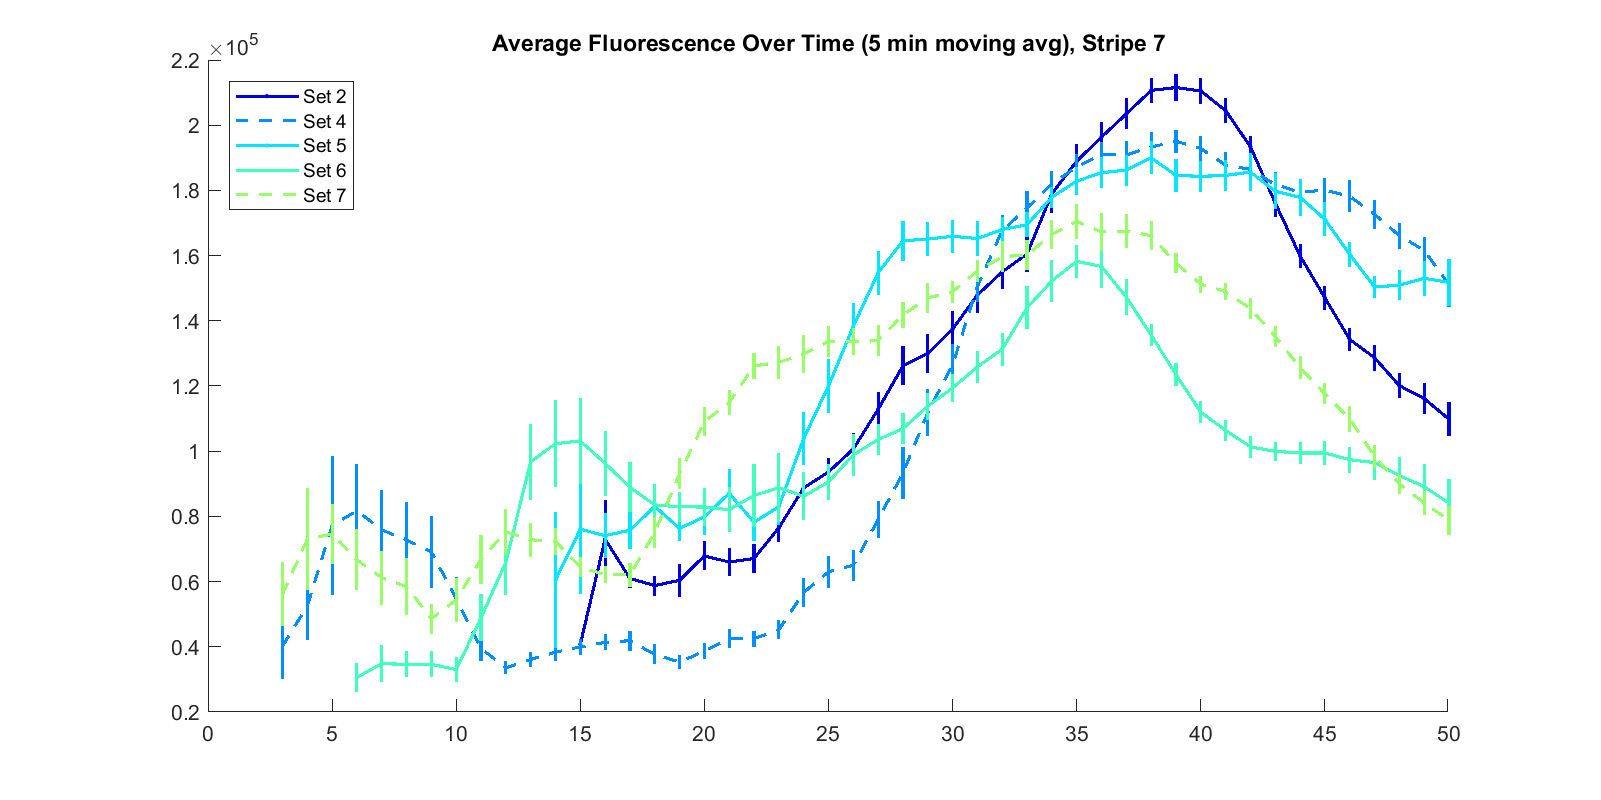 Average Fluorescence Over Time (5 min moving avg), Stripe 7
×10^5
2.2
2
1.8
1.6
1.4
1.2
1
0.8
0.6
0.4
0.2
Set 2
Set 4
Set 5
Set 6
Set 7
0 5 10 15 20 25 30 35 40 45 50